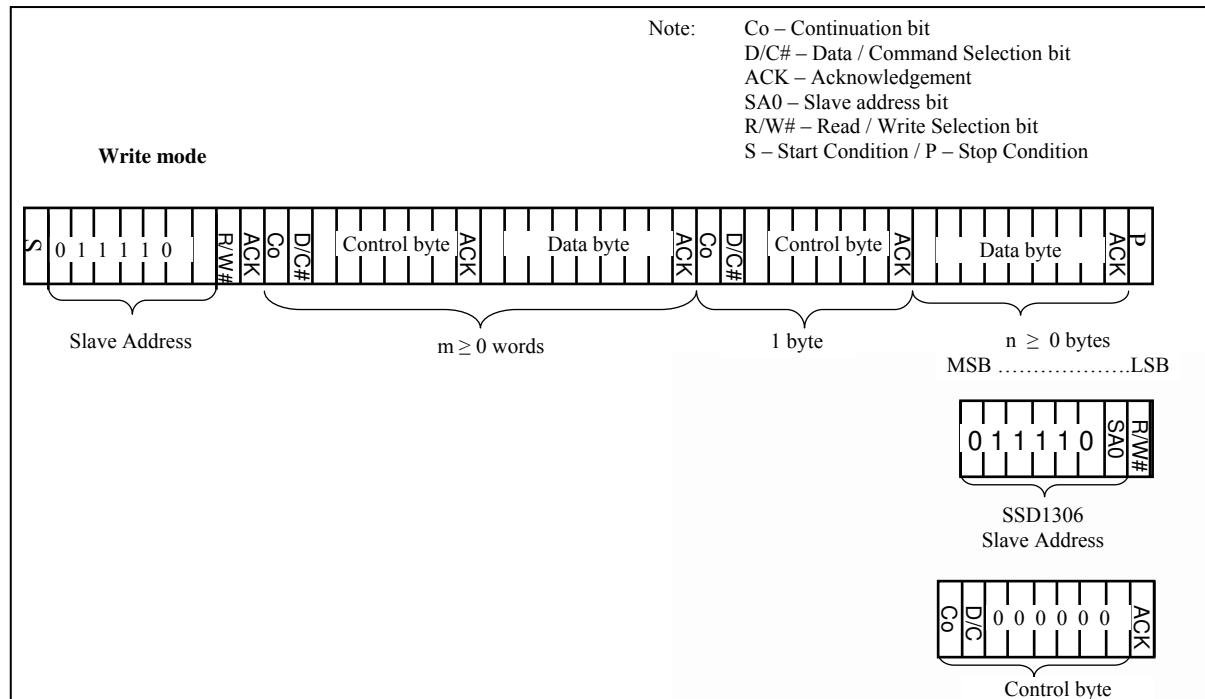 Note: Co – Continuation bit
D/C# – Data / Command Selection bit
ACK – Acknowledgement
SA0 – Slave address bit
R/W# – Read / Write Selection bit
S – Start Condition / P – Stop Condition
Write mode
S 0 1 1 1 1 0 R/W# ACK Co D/C# Control byte ACK Data byte ACK Co D/C# Control byte ACK Data byte ACK P
Slave Address m ≥ 0 words 1 byte n ≥ 0 bytes
MSB ……………….LSB
0 1 1 1 1 0 SA0 R/W#
SSD1306
Slave Address
Co D/C 0 0 0 0 0 0 ACK
Control byte